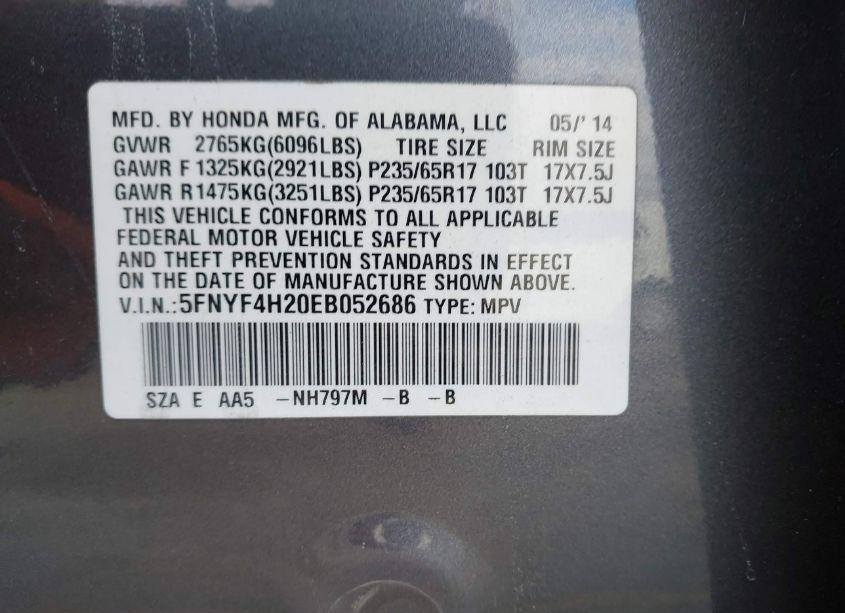 MFD. BY HONDA MFG. OF ALABAMA, LLC 05/' 14
GVWR 2765KG(6096LBS) TIRE SIZE RIM SIZE
GAWR F 1325KG(2921LBS) P235/65R17 103T 17X7.5J
GAWR R1475KG(3251LBS) P235/65R17 103T 17X7.5J
THIS VEHICLE CONFORMS TO ALL APPLICABLE
FEDERAL MOTOR VEHICLE SAFETY
AND THEFT PREVENTION STANDARDS IN EFFECT
ON THE DATE OF MANUFACTURE SHOWN ABOVE.
V.I.N.:5FNYF4H20EB052686 TYPE: MPV
SZA E AA5 -NH797M -B -B